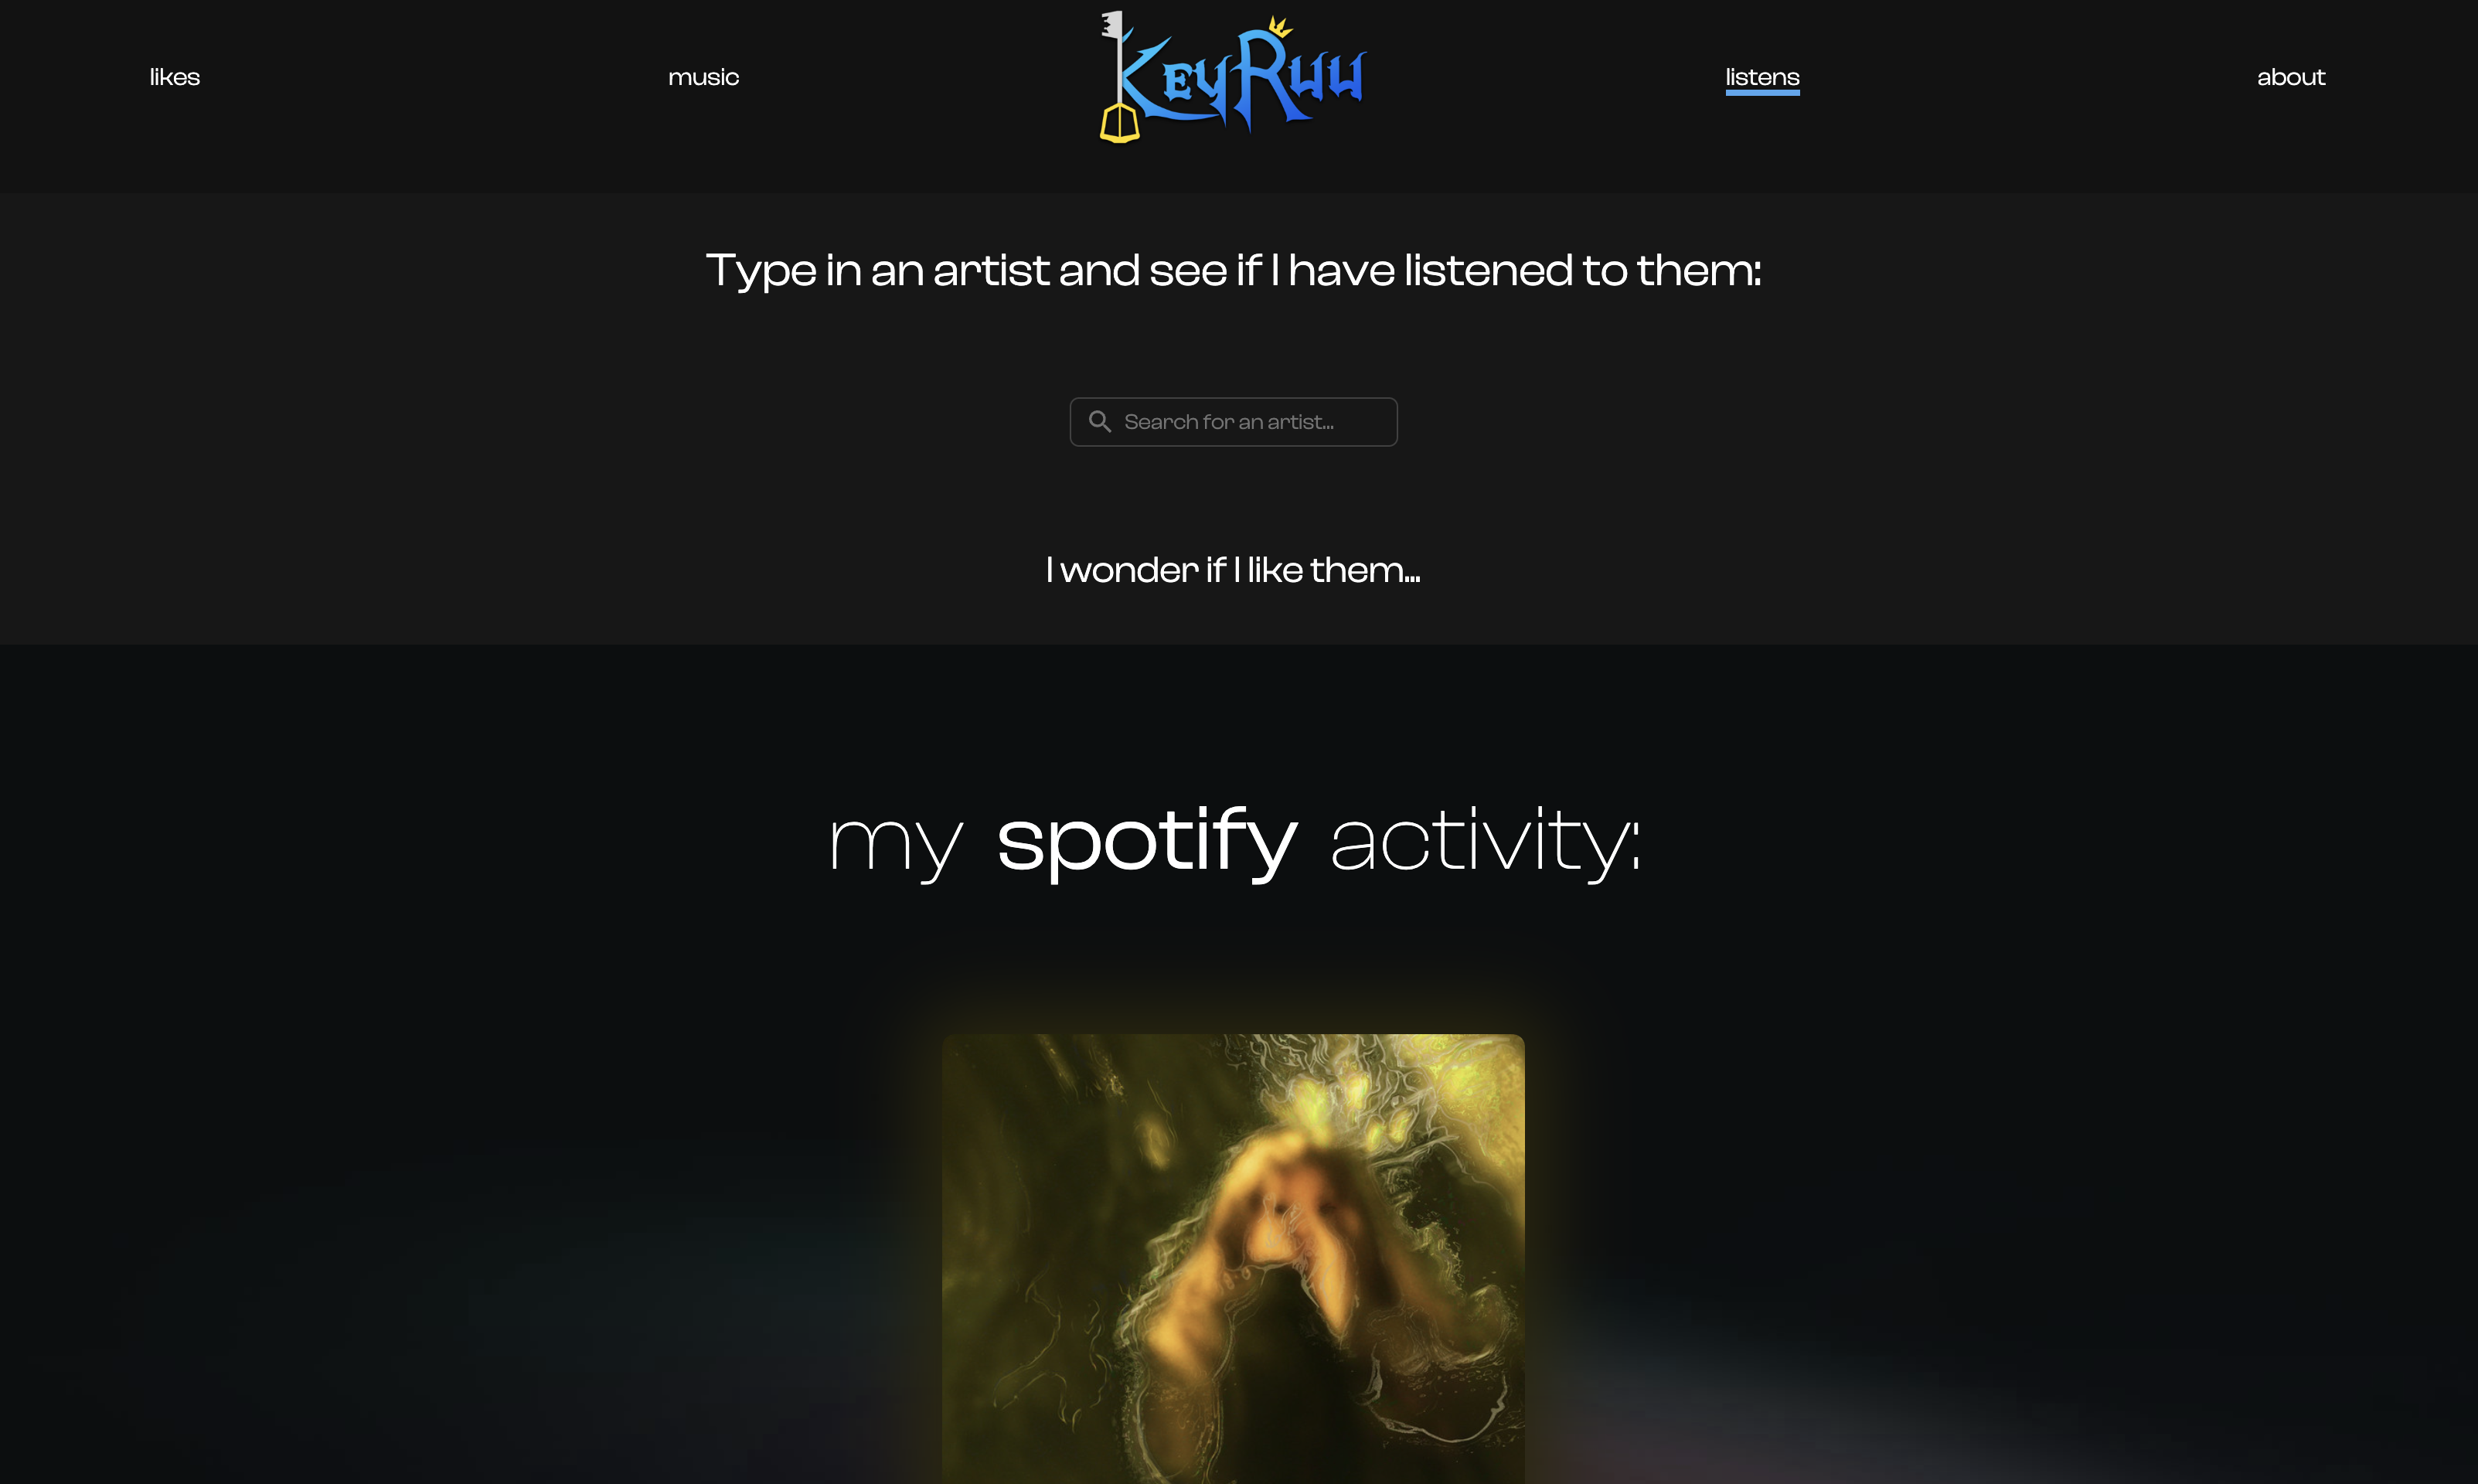 likes
music
KeyRuu
listens
about
Type in an artist and see if I have listened to them:
Search for an artist...
I wonder if I like them...
my spotify activity: